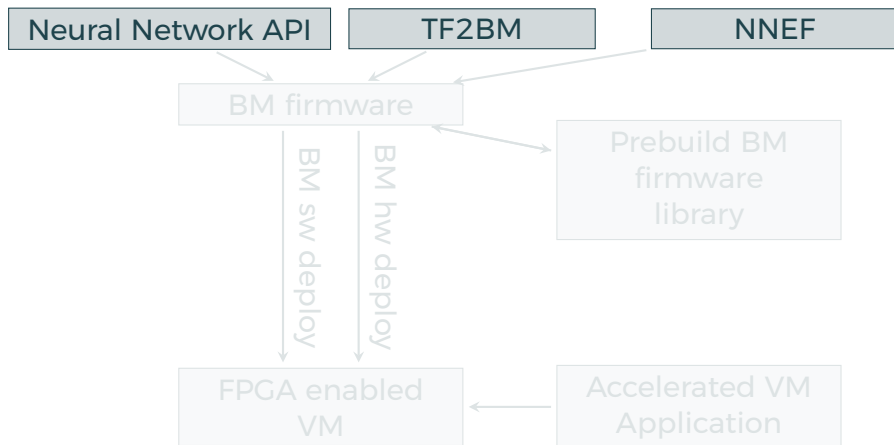 Neural Network API
TF2BM
NNEF
BM firmware
Prebuild BM
firmware
library
BM sw deploy
BM hw deploy
FPGA enabled
VM
Accelerated VM
Application